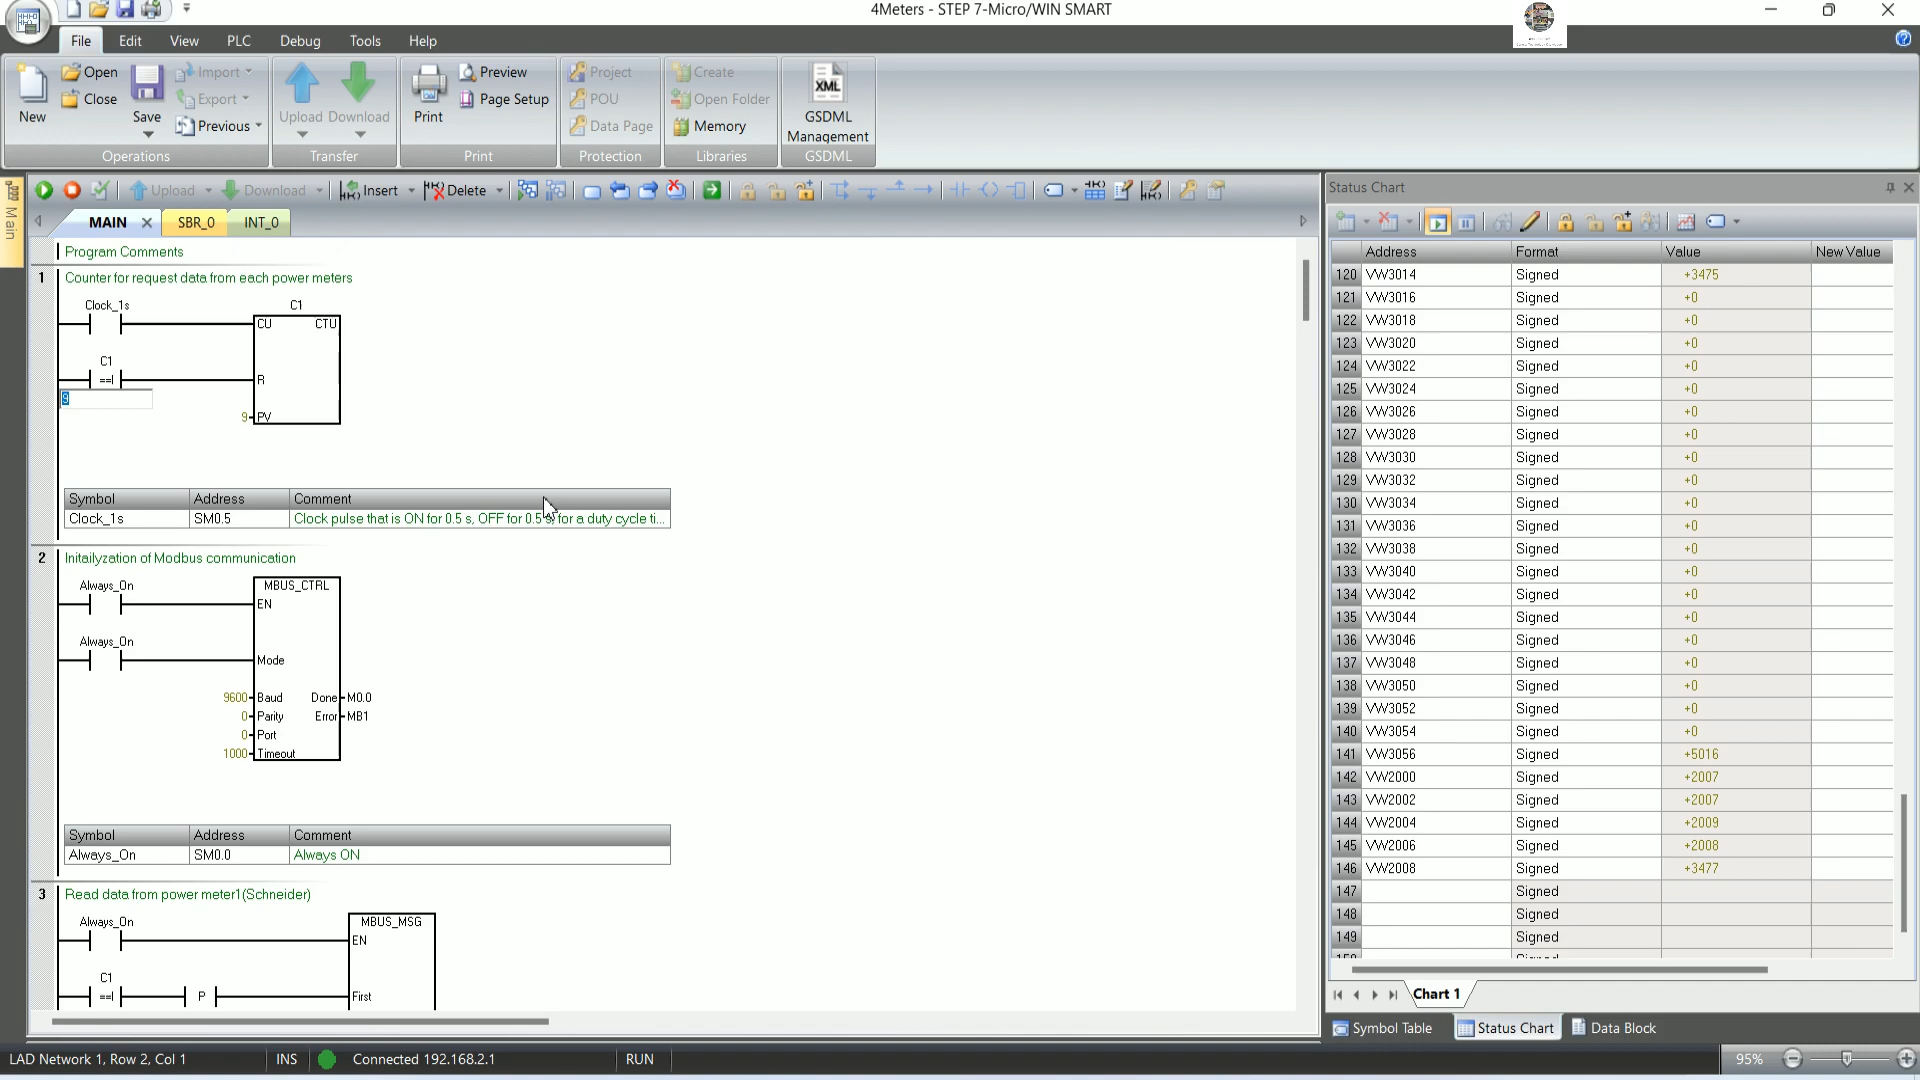 4Meters - STEP 7-Micro/WIN SMART
File Edit View PLC Debug Tools Help
New
Open
Close
Save
Import
Export
Previous
Operations
Upload Download
Transfer
Print
Preview
Page Setup
Print
Project
POU
Data Page
Protection
Create
Open Folder
Memory
Libraries
XML
GSDML
Management
GSDML
Main
Upload Download Insert Delete
MAIN SBR_0 INT_0
Program Comments
1 Counter for request data from each power meters
Clock_1s C1
CU CTU
C1
==I R
9
9 PV
Symbol Address Comment
Clock_1s SM0.5 Clock pulse that is ON for 0.5 s, OFF for 0.5 s, for a duty cycle ti...
2 Initailyzation of Modbus communication
Always_On MBUS_CTRL
EN
Always_On
Mode
9600 Baud Done M0.0
0 Parity Error MB1
0 Port
1000 Timeout
Symbol Address Comment
Always_On SM0.0 Always ON
3 Read data from power meter1(Schneider)
Always_On MBUS_MSG
EN
C1
==I P First
Status Chart
Address Format Value New Value
120 VW3014 Signed +3475
121 VW3016 Signed +0
122 VW3018 Signed +0
123 VW3020 Signed +0
124 VW3022 Signed +0
125 VW3024 Signed +0
126 VW3026 Signed +0
127 VW3028 Signed +0
128 VW3030 Signed +0
129 VW3032 Signed +0
130 VW3034 Signed +0
131 VW3036 Signed +0
132 VW3038 Signed +0
133 VW3040 Signed +0
134 VW3042 Signed +0
135 VW3044 Signed +0
136 VW3046 Signed +0
137 VW3048 Signed +0
138 VW3050 Signed +0
139 VW3052 Signed +0
140 VW3054 Signed +0
141 VW3056 Signed +5016
142 VW2000 Signed +2007
143 VW2002 Signed +2007
144 VW2004 Signed +2009
145 VW2006 Signed +2008
146 VW2008 Signed +3477
147 Signed
148 Signed
149 Signed
Chart 1
Symbol Table Status Chart Data Block
LAD Network 1, Row 2, Col 1 INS Connected 192.168.2.1 RUN 95%